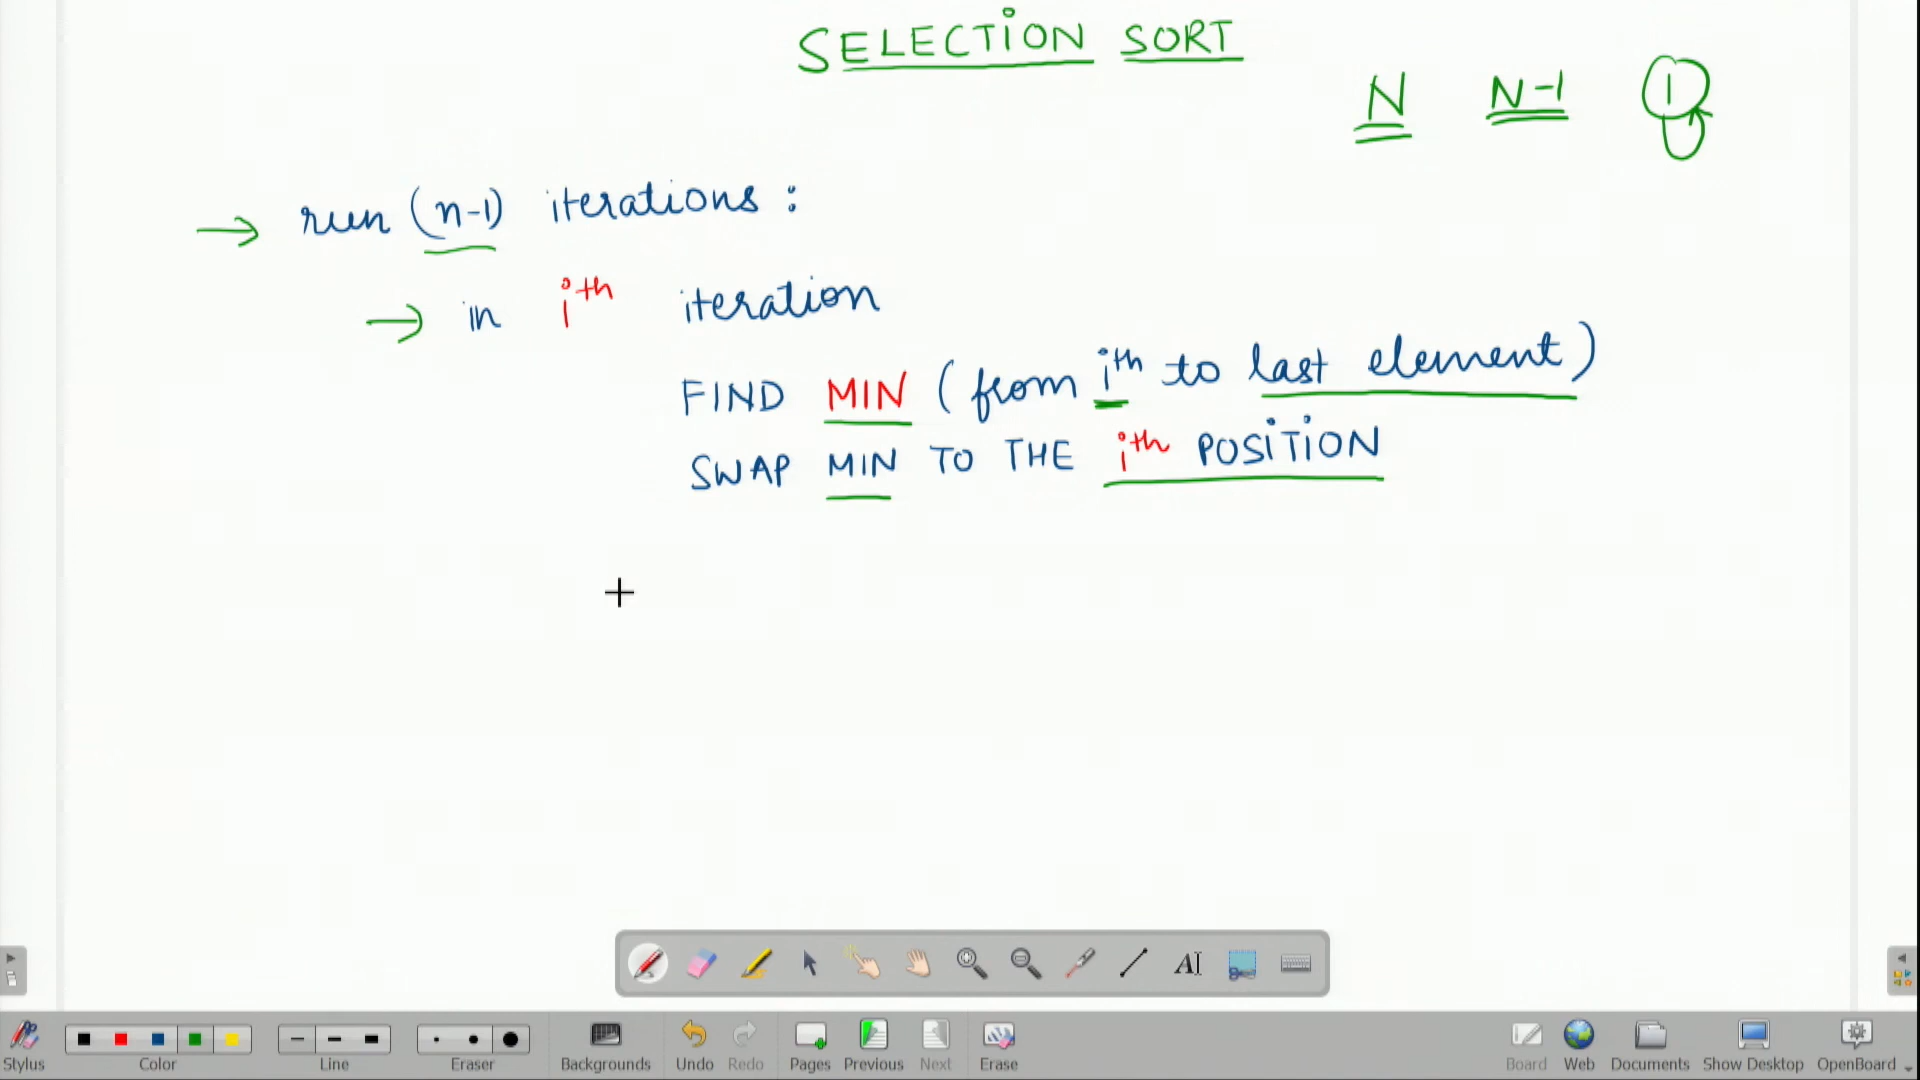 SELECTION SORT
N N-1 1
→ run (n-1) iterations :
→ in ith iteration
FIND MIN (from ith to last element)
SWAP MIN TO THE ith POSITION
AI
Stylus Color Line Eraser Backgrounds Undo Redo Pages Previous Next Erase Board Web Documents Show Desktop OpenBoard